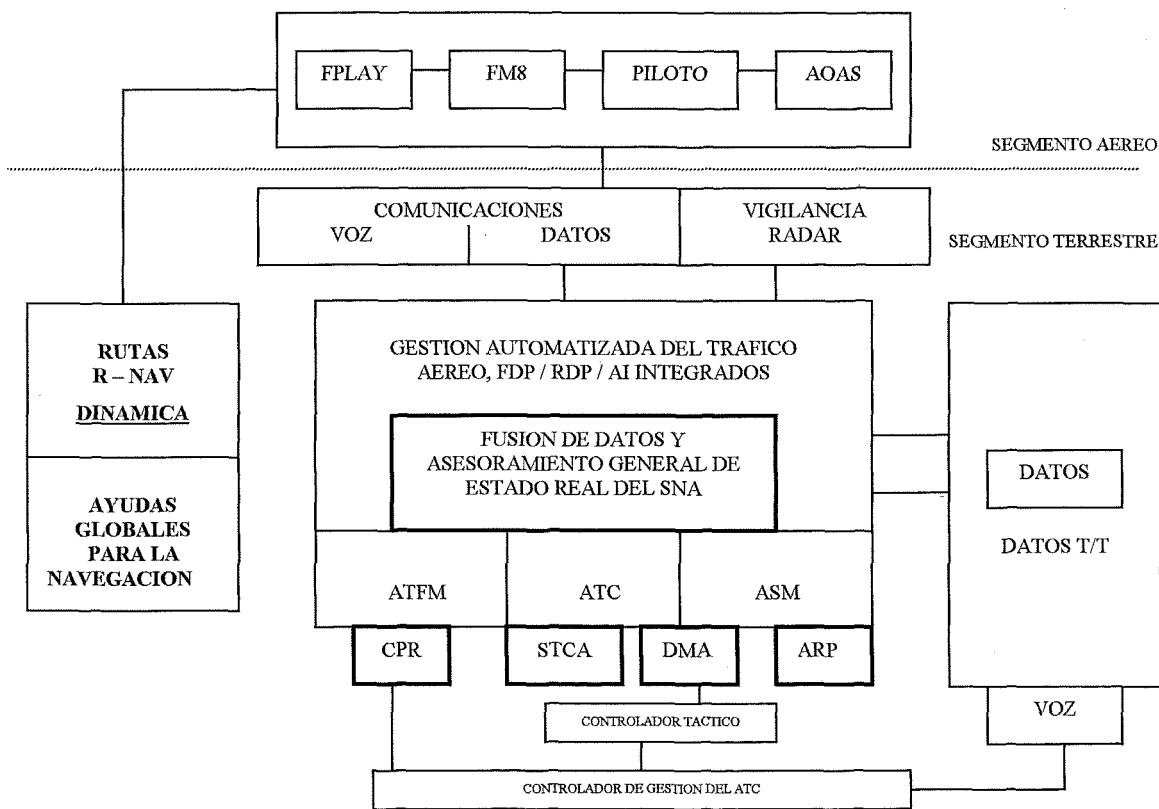 FPLAY
FM8
PILOTO
AOAS
SEGMENTO AEREO
COMUNICACIONES
VOZ
DATOS
VIGILANCIA
RADAR
SEGMENTO TERRESTRE
RUTAS
R – NAV
DINAMICA
AYUDAS
GLOBALES
PARA LA
NAVEGACION
GESTION AUTOMATIZADA DEL TRAFICO
AEREO, FDP / RDP / AI INTEGRADOS
FUSION DE DATOS Y
ASESORAMIENTO GENERAL DE
ESTADO REAL DEL SNA
ATFM
ATC
ASM
CPR
STCA
DMA
ARP
CONTROLADOR TACTICO
CONTROLADOR DE GESTION DEL ATC
DATOS
DATOS T/T
VOZ